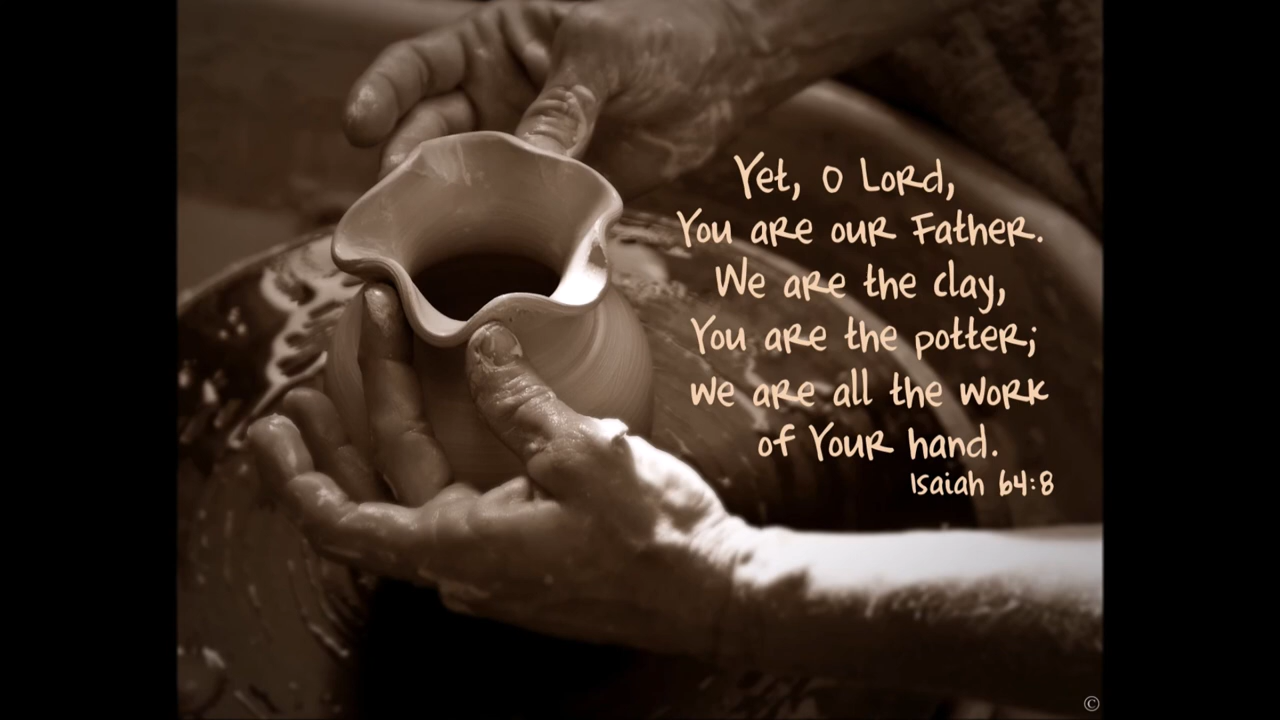 Yet, O Lord,
You are our Father.
We are the clay,
You are the potter;
we are all the work
of Your hand.
Isaiah 64:8
©